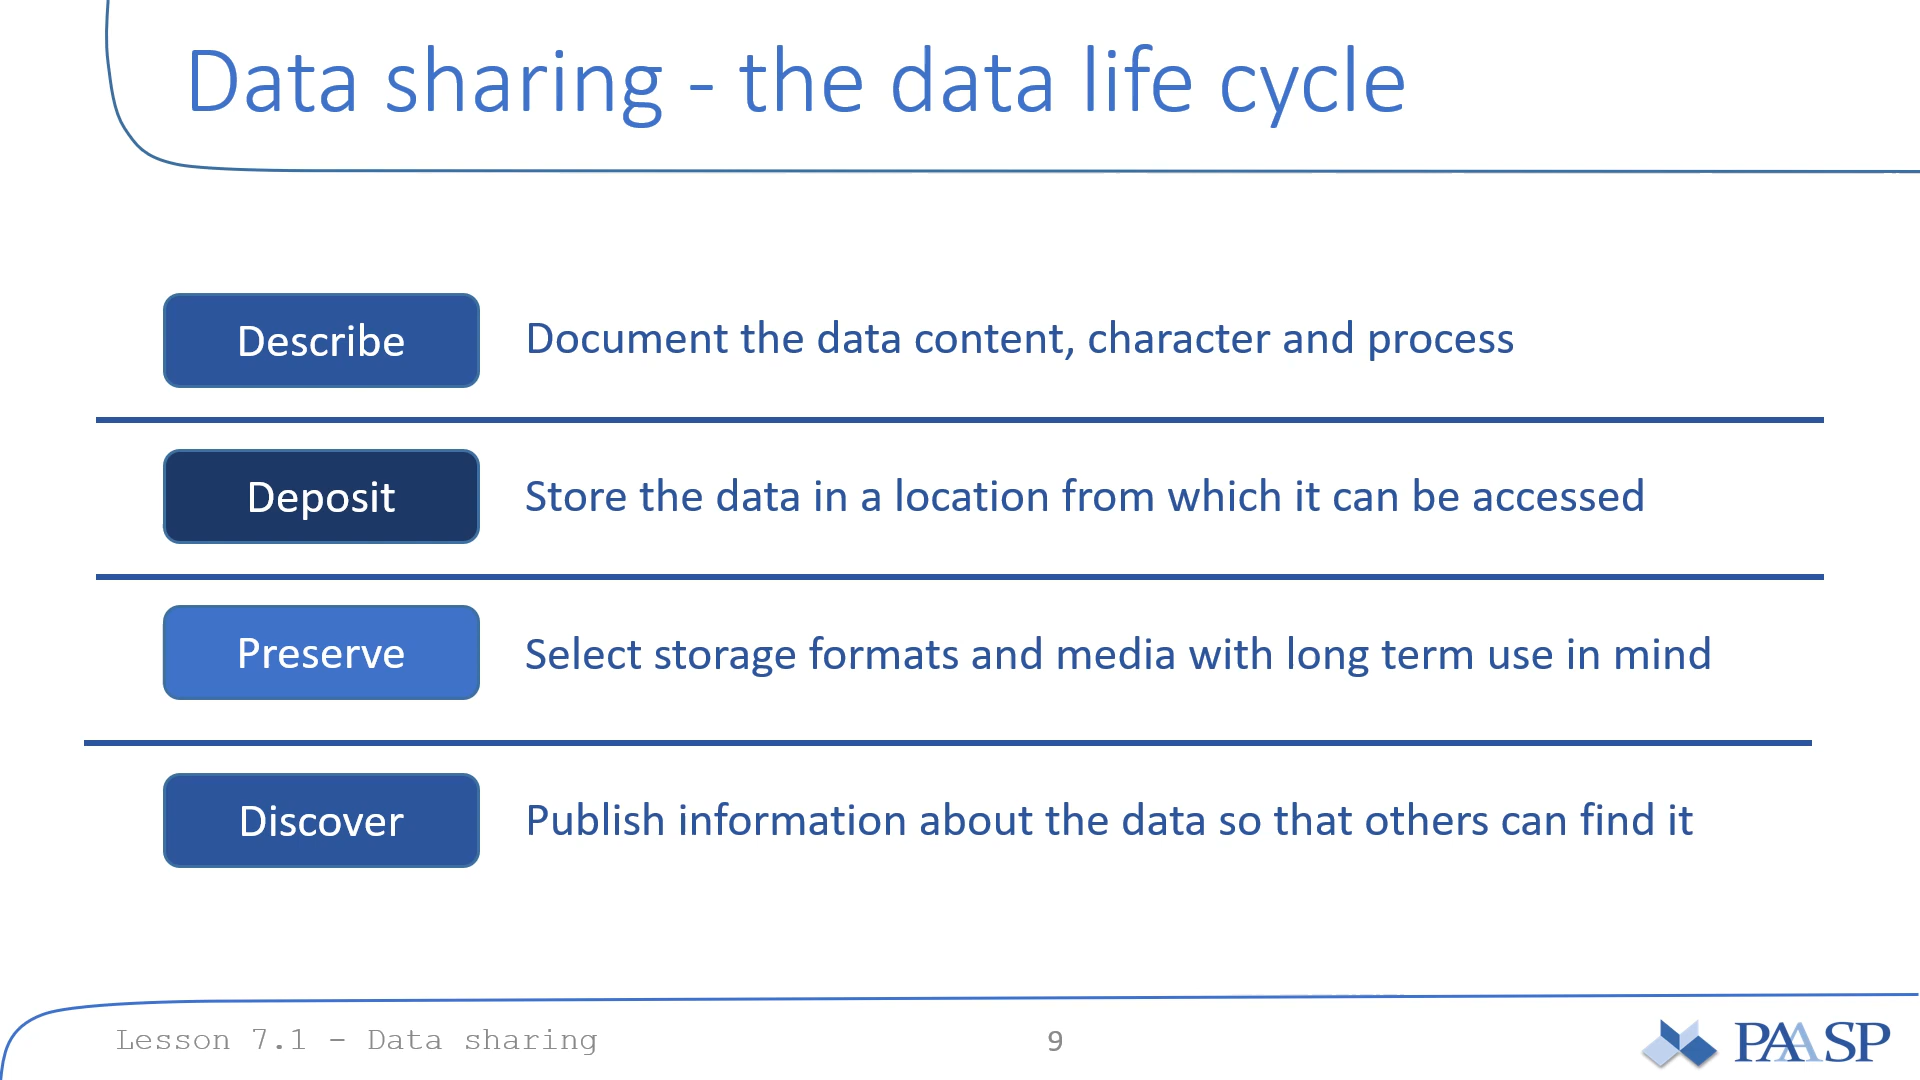 Data sharing - the data life cycle
Describe
Document the data content, character and process
Deposit
Store the data in a location from which it can be accessed
Preserve
Select storage formats and media with long term use in mind
Discover
Publish information about the data so that others can find it
Lesson 7.1 - Data sharing
9
PAASP